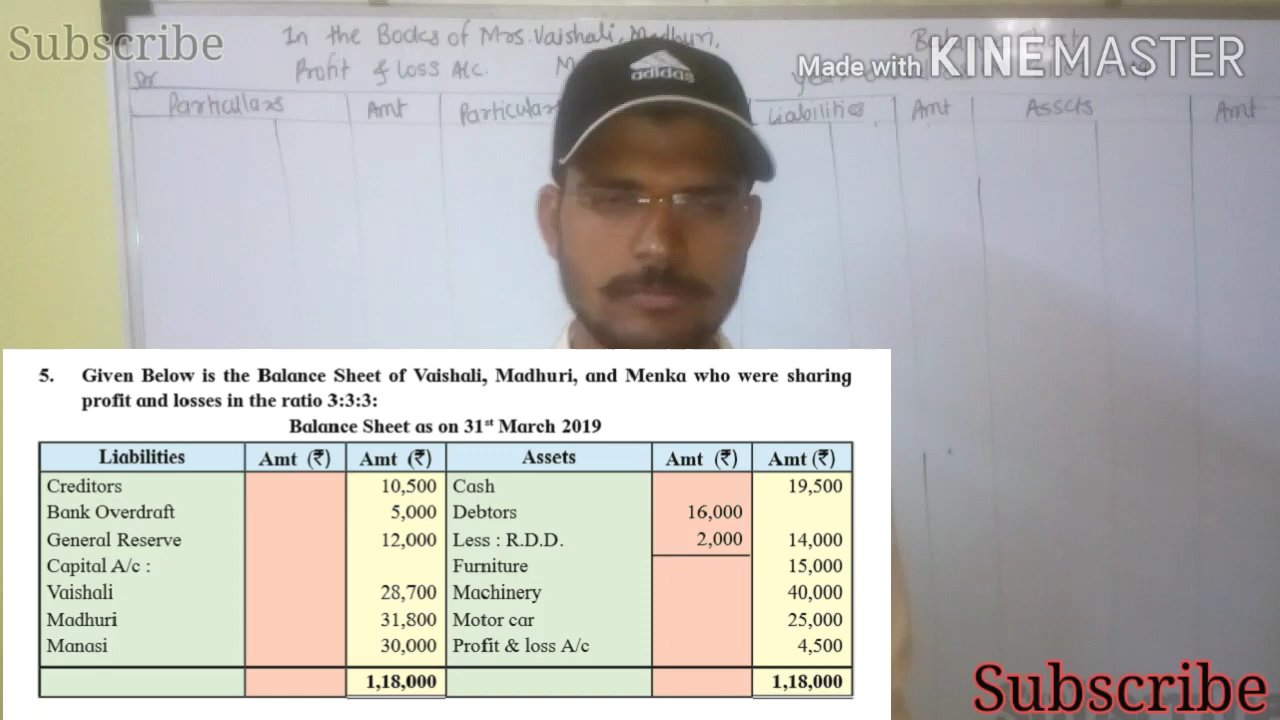 Subscribe
In the Books of Mrs. Vaishali, Madhuri,
Made with KINEMASTER
Dr
Profit & Loss A/c.
Particulars Amt Particular
Liabilities Amt Assets Amt
adidas
5. Given Below is the Balance Sheet of Vaishali, Madhuri, and Menka who were sharing
profit and losses in the ratio 3:3:3:
Balance Sheet as on 31st March 2019
Liabilities Amt (₹) Amt (₹) Assets Amt (₹) Amt (₹)
Creditors 10,500 Cash 19,500
Bank Overdraft 5,000 Debtors 16,000
General Reserve 12,000 Less : R.D.D. 2,000 14,000
Capital A/c : Furniture 15,000
Vaishali 28,700 Machinery 40,000
Madhuri 31,800 Motor car 25,000
Manasi 30,000 Profit & loss A/c 4,500
1,18,000 1,18,000
Subscribe